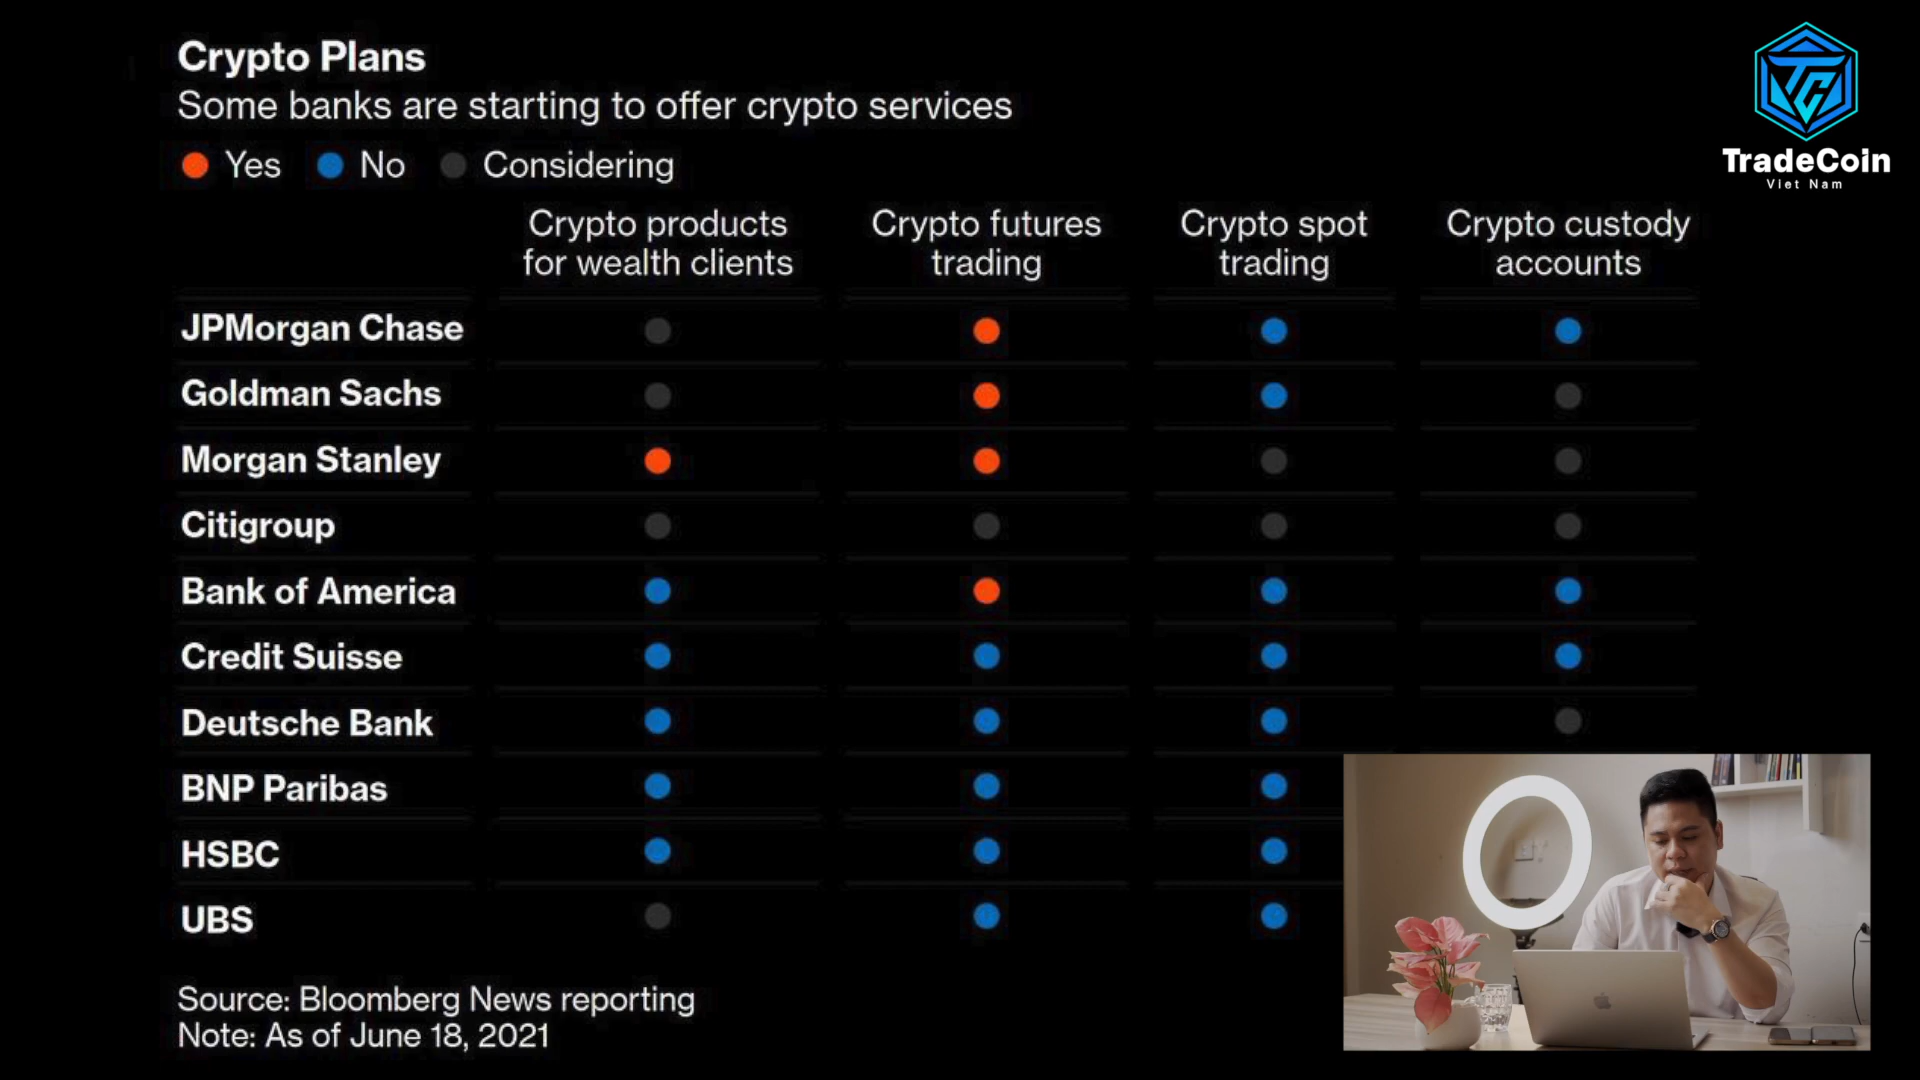 Crypto Plans
Some banks are starting to offer crypto services
Yes No Considering
Crypto products for wealth clients
Crypto futures trading
Crypto spot trading
Crypto custody accounts
JPMorgan Chase
Goldman Sachs
Morgan Stanley
Citigroup
Bank of America
Credit Suisse
Deutsche Bank
BNP Paribas
HSBC
UBS
Source: Bloomberg News reporting
Note: As of June 18, 2021
TC
TradeCoin
Viet Nam